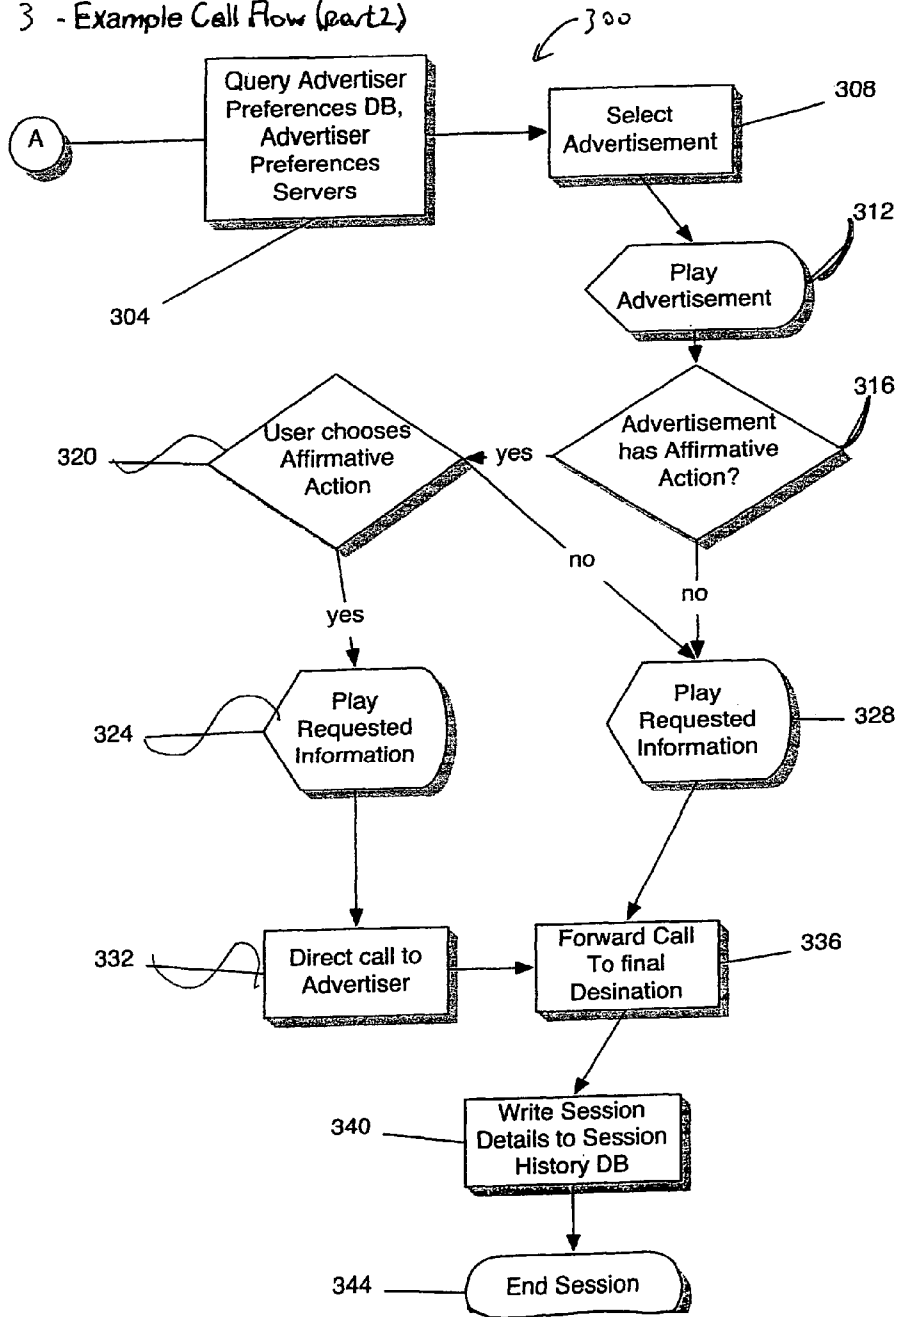 3 - Example Call Flow (part2)
300
Query Advertiser
Preferences DB,
Advertiser
Preferences
Servers
A
304
Select
Advertisement
308
Play
Advertisement
312
Advertisement
has Affirmative
Action?
316
yes
no
User chooses
Affirmative
Action
320
no
yes
Play
Requested
Information
324
Play
Requested
Information
328
Direct call to
Advertiser
332
Forward Call
To final
Desination
336
Write Session
Details to Session
History DB
340
End Session
344